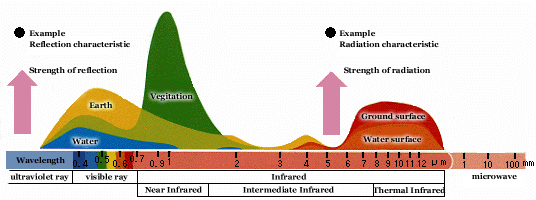 Example
Reflection characteristic
Example
Radiation characteristic
Strength of reflection
Strength of radiation
Vegitation
Earth
Ground surface
Water
Water surface
Wavelength 0.4 0.5 0.6 0.7 0.9 1 2 3 4 5 6 7 8 9 10 11 12 μm 1 10 100 mm
ultraviolet ray visible ray Infrared microwave
Near Infrared Intermediate Infrared Thermal Infrared